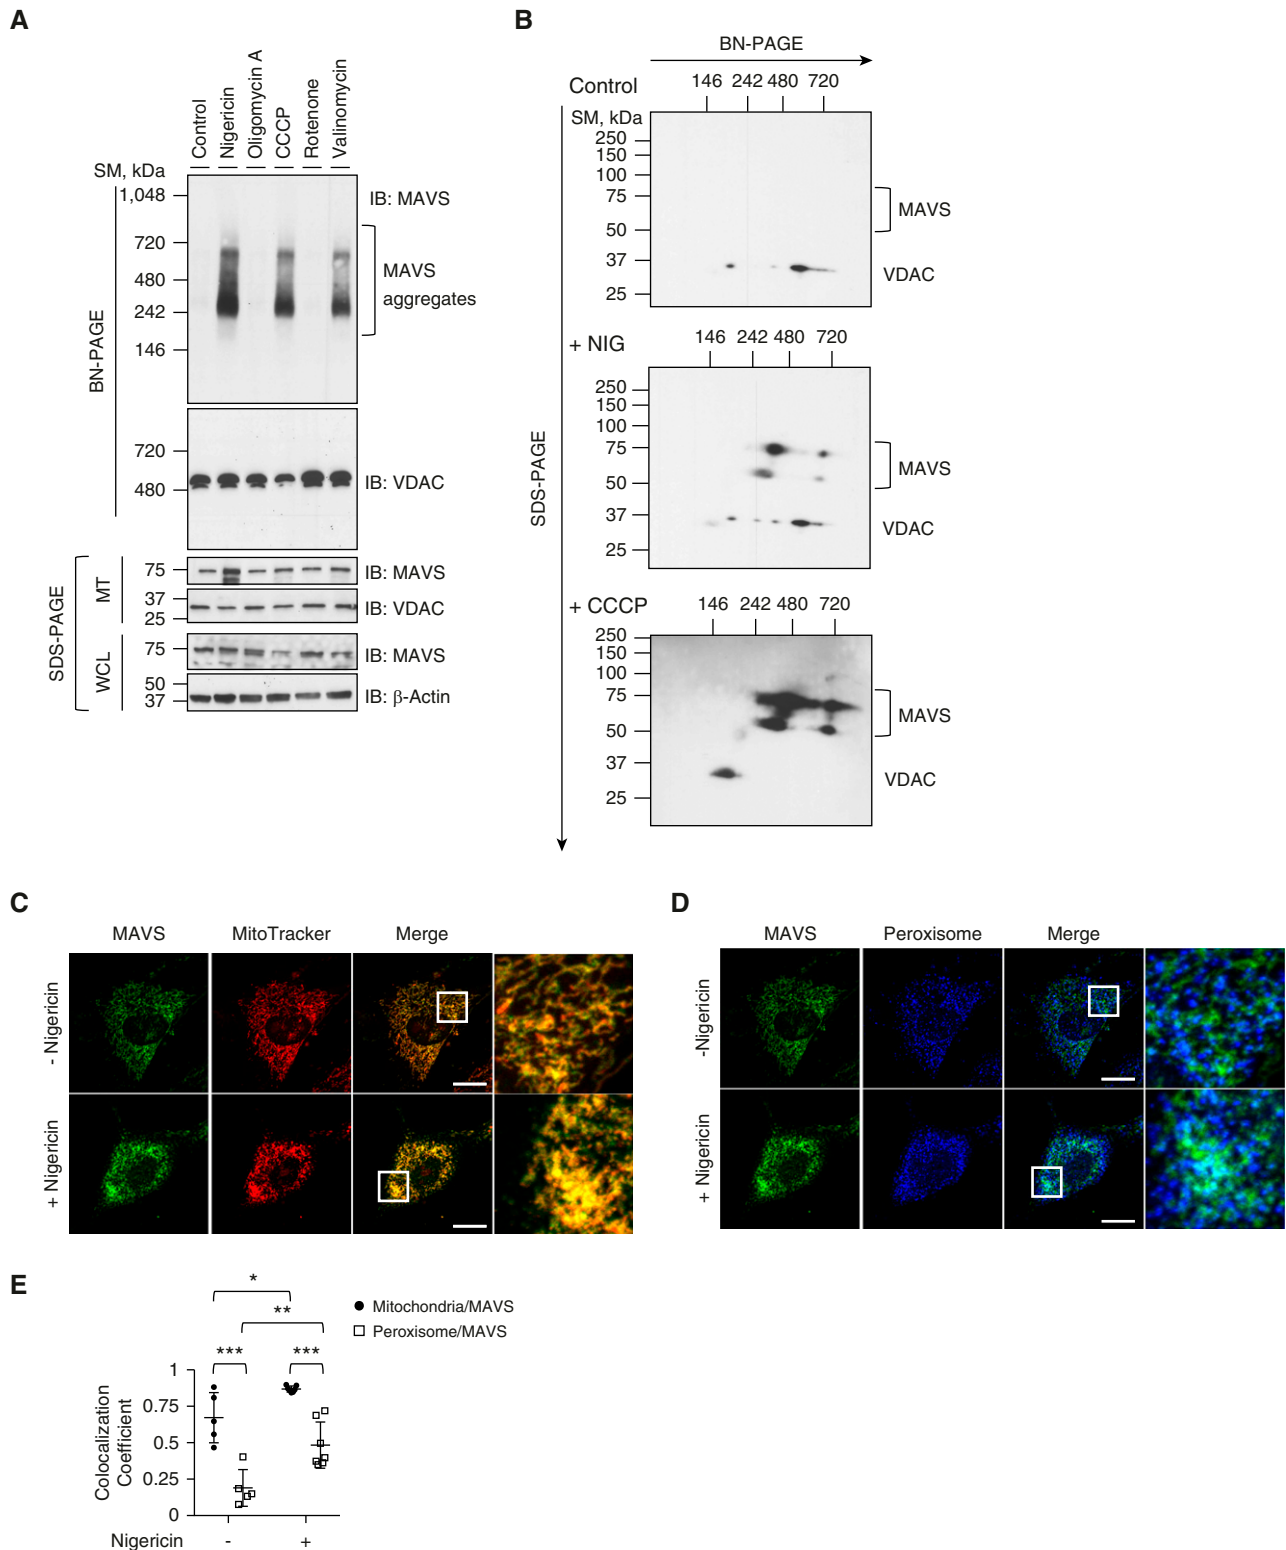 A
Control
Nigericin
Oligomycin A
CCCP
Rotenone
Valinomycin
SM, kDa
1,048
720
480
242
146
IB: MAVS
MAVS
aggregates
BN-PAGE
720
480
IB: VDAC
SDS-PAGE
MT
75
IB: MAVS
37
25
IB: VDAC
WCL
75
IB: MAVS
50
37
IB: β-Actin
B
BN-PAGE
Control
146 242 480 720
SM, kDa
250
150
100
75
50
37
25
MAVS
VDAC
SDS-PAGE
+ NIG
146 242 480 720
250
150
100
75
50
37
25
MAVS
VDAC
+ CCCP
146 242 480 720
250
150
100
75
50
37
25
MAVS
VDAC
C
MAVS MitoTracker Merge
- Nigericin
+ Nigericin
D
MAVS Peroxisome Merge
-Nigericin
+ Nigericin
E
*
**
*** ***
Mitochondria/MAVS
Peroxisome/MAVS
Colocalization
Coefficient
1
0.75
0.5
0.25
0
Nigericin - +